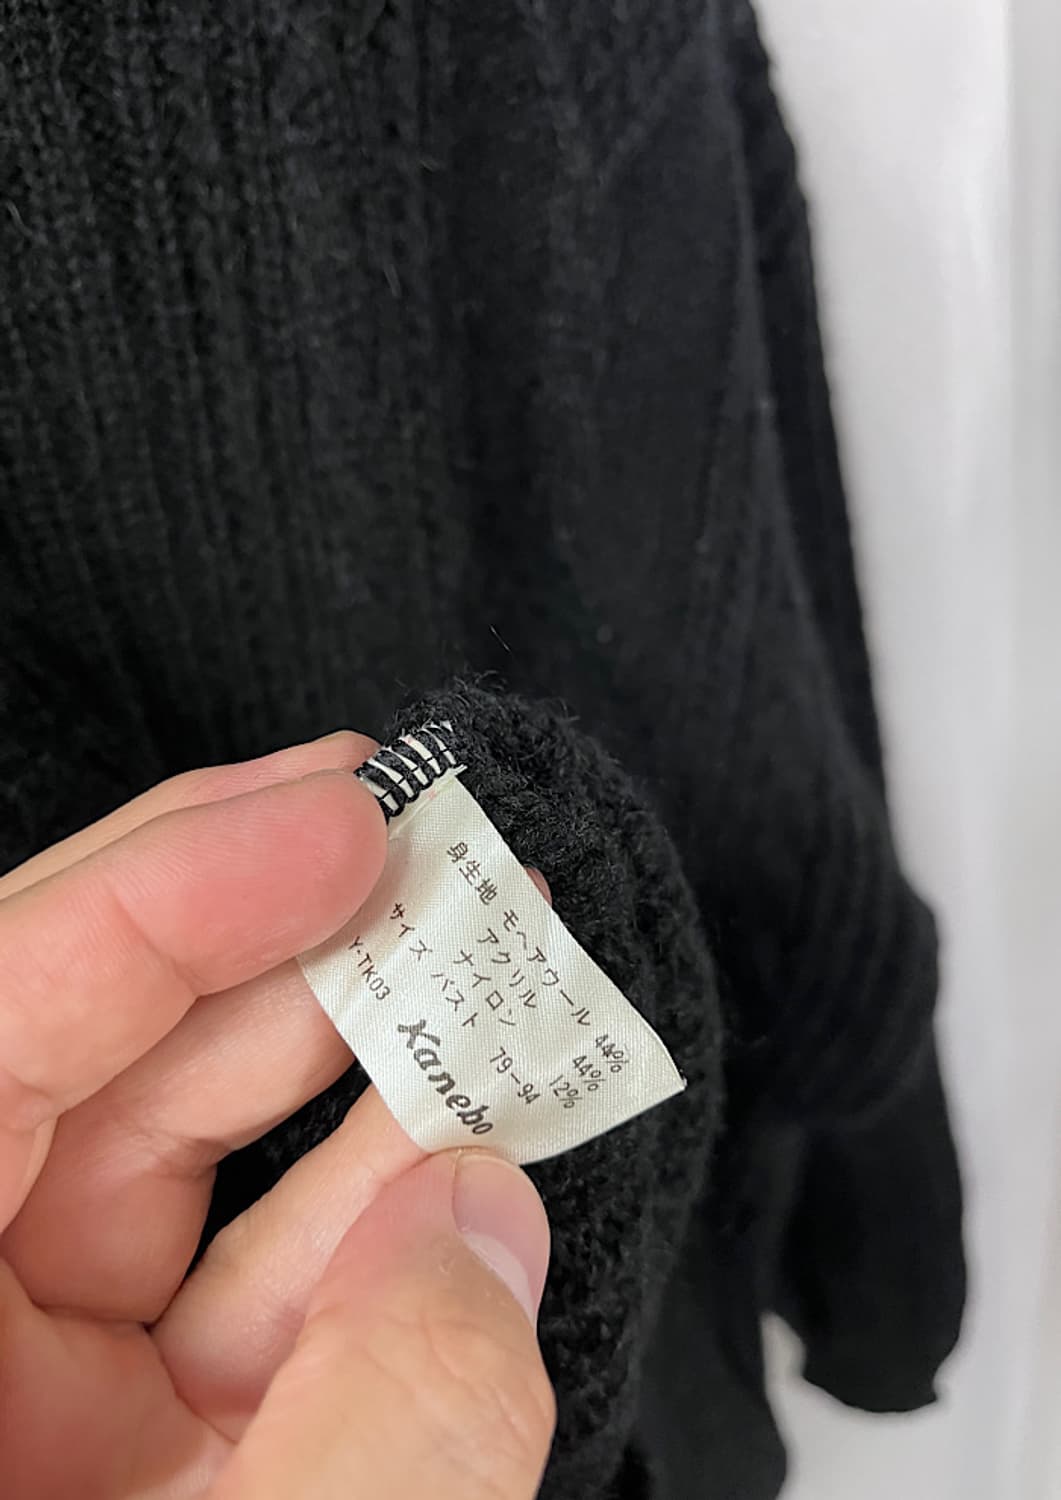 身生地 モヘアウール 44%
アクリル 44%
ナイロン 12%
サイズ バスト 79-94
Y-TK03
Kanebo